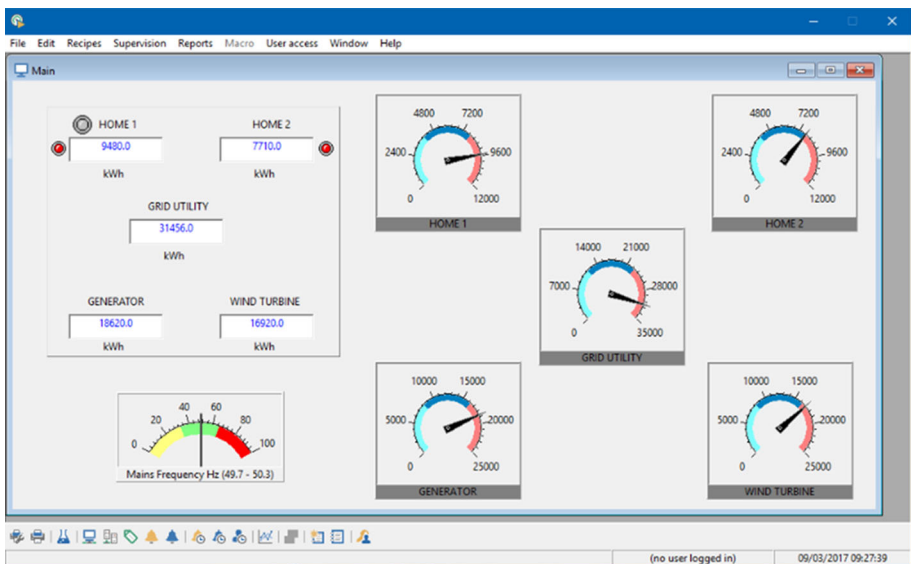 File Edit Recipes Supervision Reports Macro User access Window Help
Main
HOME 1 HOME 2
9480.0 7710.0
kWh kWh
GRID UTILITY
31456.0
kWh
GENERATOR WIND TURBINE
18620.0 16920.0
kWh kWh
0 20 40 60 80 100
Mains Frequency Hz (49.7 - 50.3)
4800 7200
2400 9600
0 12000
HOME 1
4800 7200
2400 9600
0 12000
HOME 2
14000 21000
7000 28000
0 35000
GRID UTILITY
10000 15000
5000 20000
0 25000
GENERATOR
10000 15000
5000 20000
0 25000
WIND TURBINE
(no user logged in) 09/03/2017 09:27:39